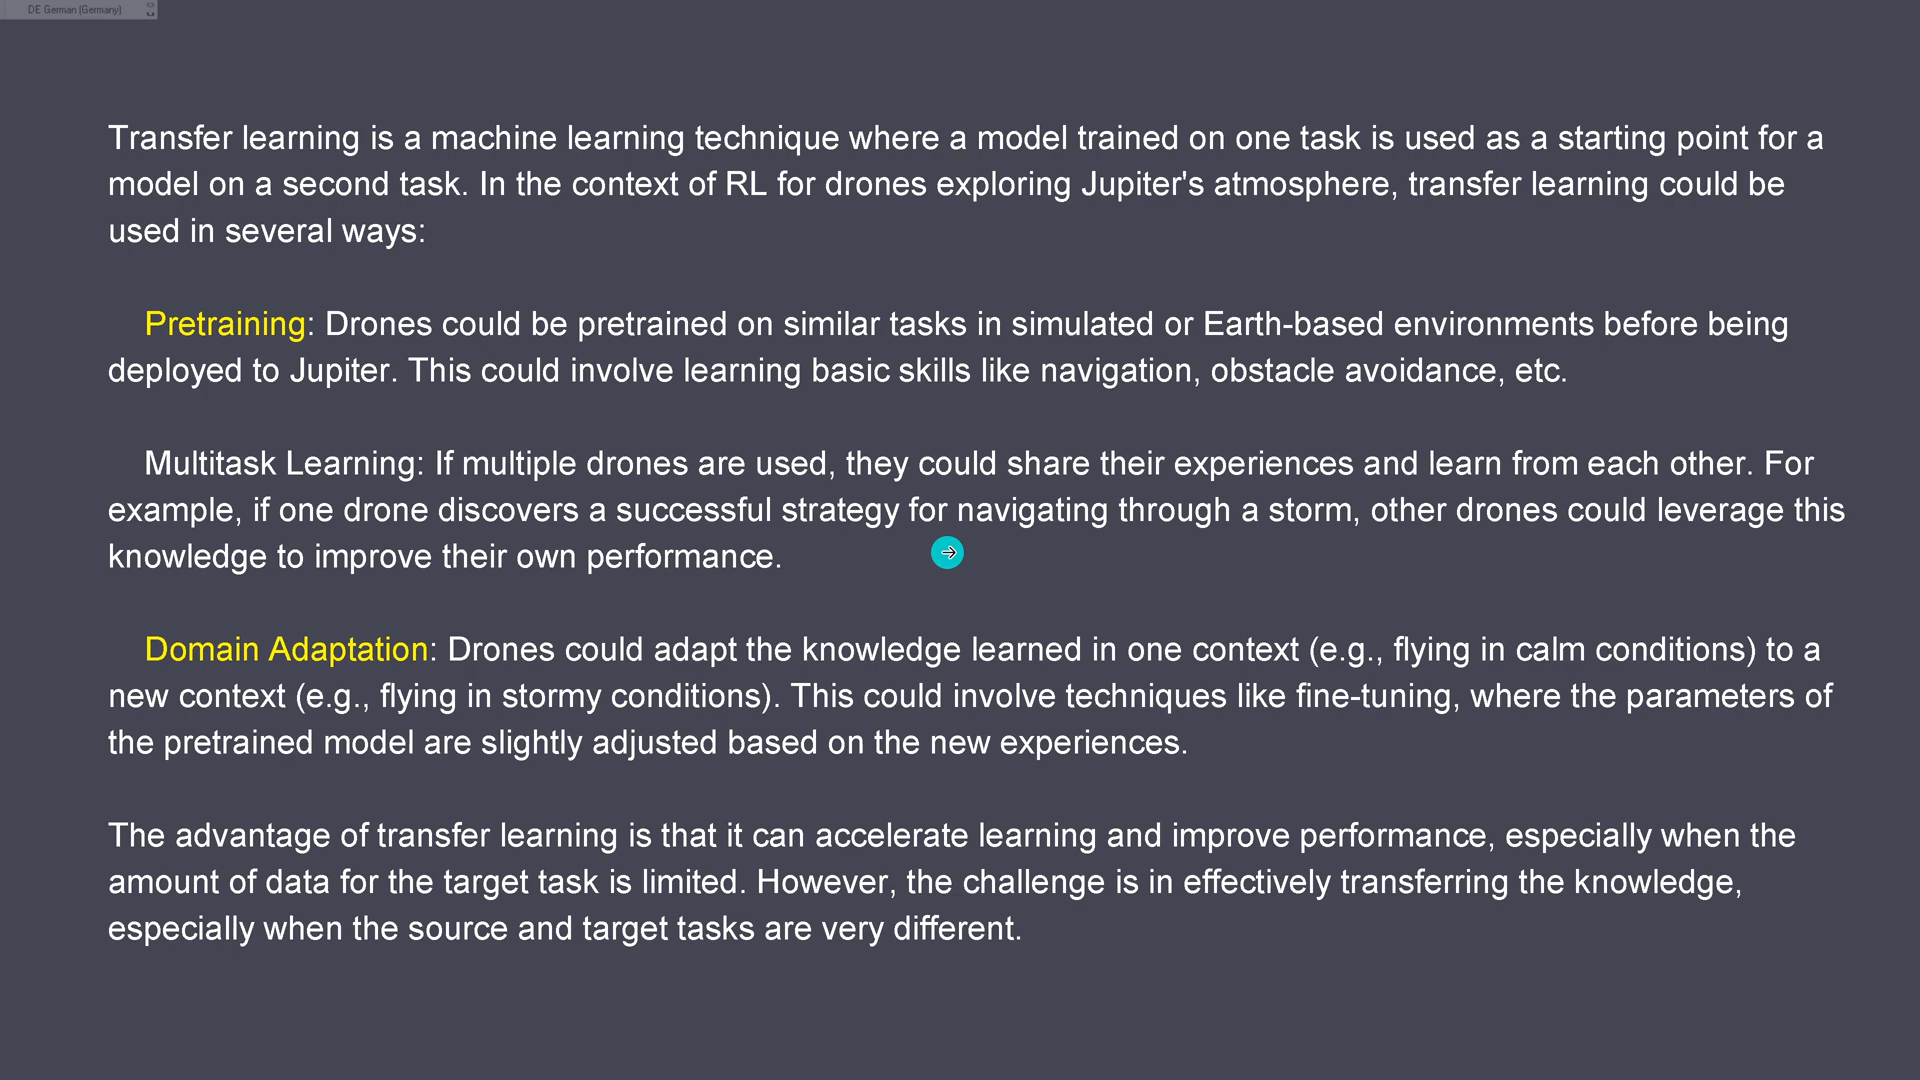 DE German (Germany)
Transfer learning is a machine learning technique where a model trained on one task is used as a starting point for a
model on a second task. In the context of RL for drones exploring Jupiter's atmosphere, transfer learning could be
used in several ways:
Pretraining: Drones could be pretrained on similar tasks in simulated or Earth-based environments before being
deployed to Jupiter. This could involve learning basic skills like navigation, obstacle avoidance, etc.
Multitask Learning: If multiple drones are used, they could share their experiences and learn from each other. For
example, if one drone discovers a successful strategy for navigating through a storm, other drones could leverage this
knowledge to improve their own performance.
Domain Adaptation: Drones could adapt the knowledge learned in one context (e.g., flying in calm conditions) to a
new context (e.g., flying in stormy conditions). This could involve techniques like fine-tuning, where the parameters of
the pretrained model are slightly adjusted based on the new experiences.
The advantage of transfer learning is that it can accelerate learning and improve performance, especially when the
amount of data for the target task is limited. However, the challenge is in effectively transferring the knowledge,
especially when the source and target tasks are very different.